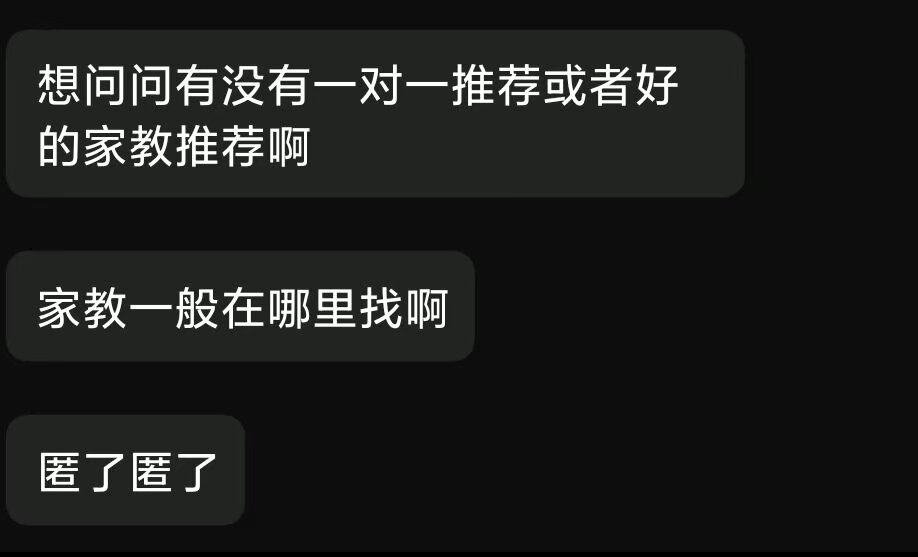 想问问有没有一对一推荐或者好
的家教推荐啊
家教一般在哪里找啊
匿了匿了